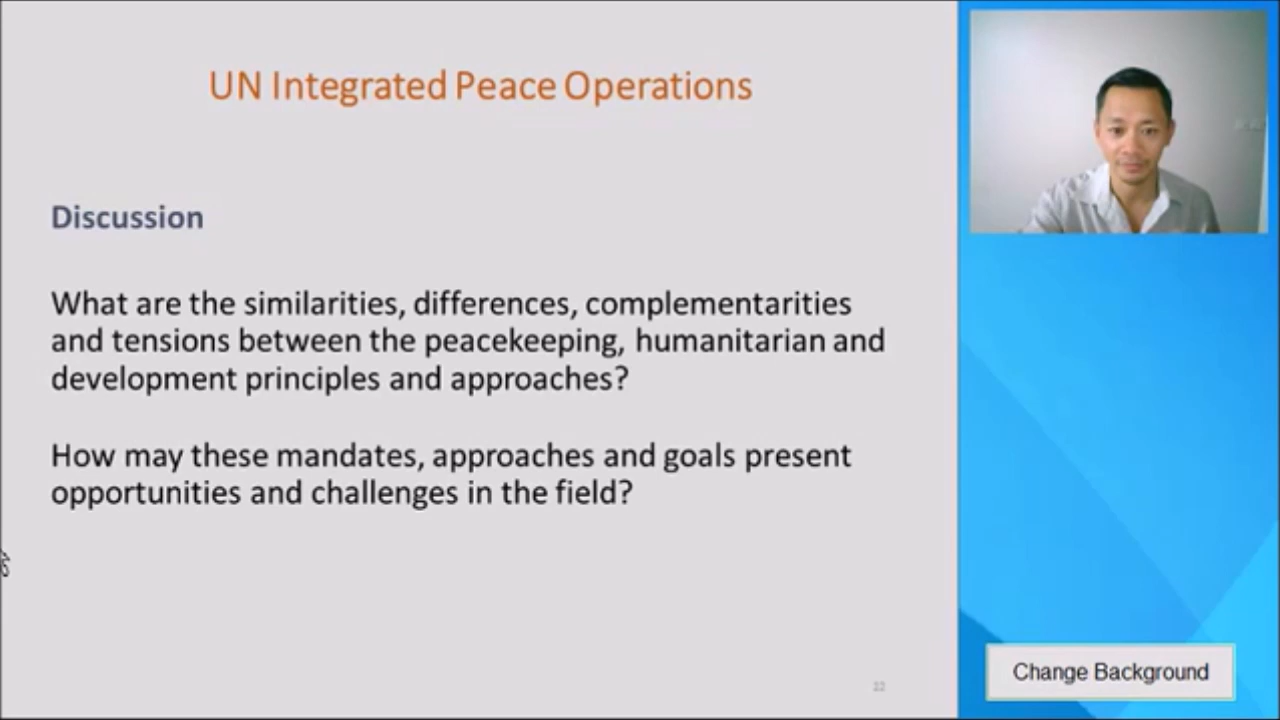 UN Integrated Peace Operations
Discussion
What are the similarities, differences, complementarities
and tensions between the peacekeeping, humanitarian and
development principles and approaches?
How may these mandates, approaches and goals present
opportunities and challenges in the field?
22
Change Background